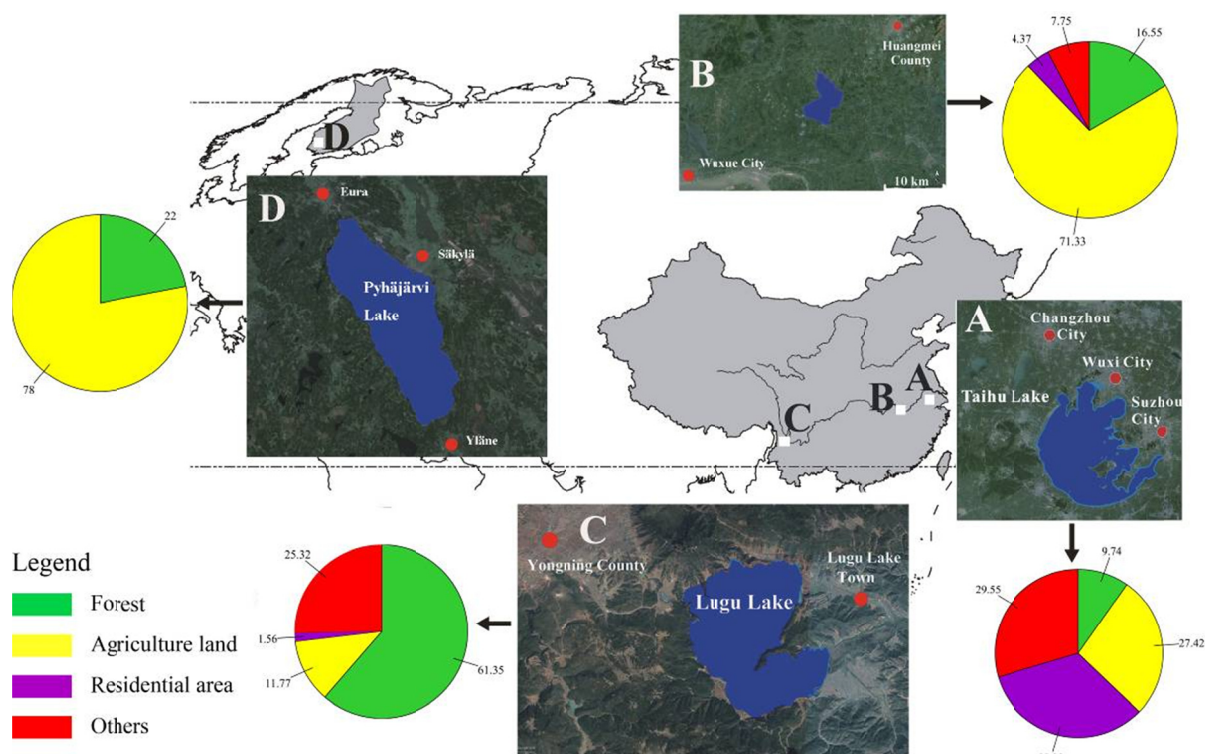 B
Huangmei
County
Wuxue City
10 km
4.37
7.75
16.55
71.33
D
D
Eura
Säkylä
Pyhäjärvi
Lake
Yläne
22
78
A
B
C
A
Changzhou
City
Wuxi City
Taihu Lake
Suzhou
City
9.74
29.55
27.42
C
Yongning County
Lugu Lake
Lugu Lake
Town
25.32
1.56
11.77
61.35
Legend
Forest
Agriculture land
Residential area
Others